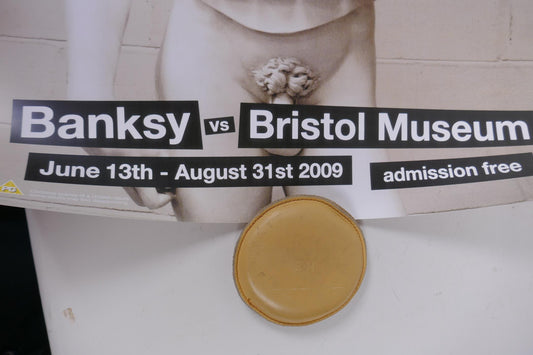 Banksy vs Bristol Museum
June 13th - August 31st 2009 admission free